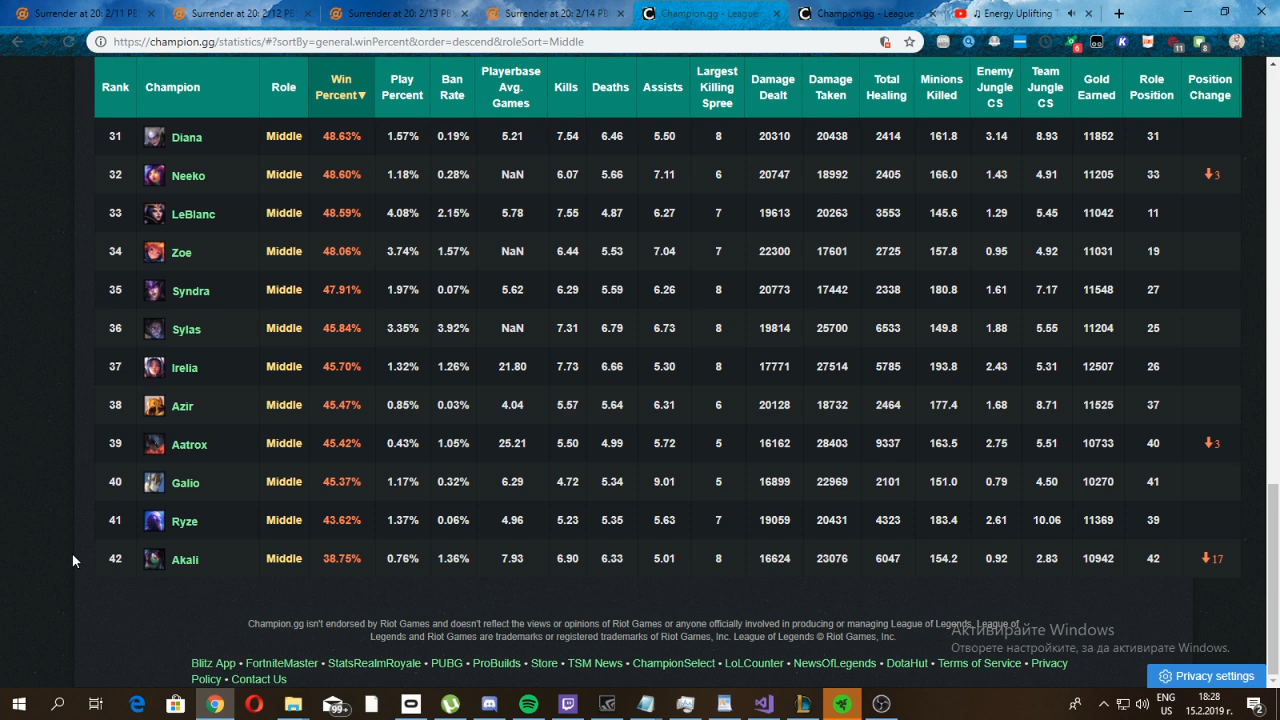 Surrender at 20: 2/11 PB
Surrender at 20: 2/12 PB
Surrender at 20: 2/13 PB
Surrender at 20: 2/14 PB
Champion.gg - League
Champion.gg - League o
♫ Energy Uplifting T
https://champion.gg/statistics/#?sortBy=general.winPercent&order=descend&roleSort=Middle
6
11
8
Rank Champion Role Win Percent▼ Play Percent Ban Rate Playerbase Avg. Games Kills Deaths Assists Largest Killing Spree Damage Dealt Damage Taken Total Healing Minions Killed Enemy Jungle CS Team Jungle CS Gold Earned Role Position Position Change
31 Diana Middle 48.63% 1.57% 0.19% 5.21 7.54 6.46 5.50 8 20310 20438 2414 161.8 3.14 8.93 11852 31
32 Neeko Middle 48.60% 1.18% 0.28% NaN 6.07 5.66 7.11 6 20747 18992 2405 166.0 1.43 4.91 11205 33 3
33 LeBlanc Middle 48.59% 4.08% 2.15% 5.78 7.55 4.87 6.27 7 19613 20263 3553 145.6 1.29 5.45 11042 11
34 Zoe Middle 48.06% 3.74% 1.57% NaN 6.44 5.53 7.04 7 22300 17601 2725 157.8 0.95 4.92 11031 19
35 Syndra Middle 47.91% 1.97% 0.07% 5.62 6.29 5.59 6.26 8 20773 17442 2338 180.8 1.61 7.17 11548 27
36 Sylas Middle 45.84% 3.35% 3.92% NaN 7.31 6.79 6.73 8 19814 25700 6533 149.8 1.88 5.55 11204 25
37 Irelia Middle 45.70% 1.32% 1.26% 21.80 7.73 6.66 5.30 8 17771 27514 5785 193.8 2.43 5.31 12507 26
38 Azir Middle 45.47% 0.85% 0.03% 4.04 5.57 5.64 6.31 6 20128 18732 2464 177.4 1.68 8.71 11525 37
39 Aatrox Middle 45.42% 0.43% 1.05% 25.21 5.50 4.99 5.72 5 16162 28403 9337 163.5 2.75 5.51 10733 40 3
40 Galio Middle 45.37% 1.17% 0.32% 6.29 4.72 5.34 9.01 5 16899 22969 2101 151.0 0.79 4.50 10270 41
41 Ryze Middle 43.62% 1.37% 0.06% 4.96 5.23 5.35 5.63 7 19059 20431 4323 183.4 2.61 10.06 11369 39
42 Akali Middle 38.75% 0.76% 1.36% 7.93 6.90 6.33 5.01 8 16624 23076 6047 154.2 0.92 2.83 10942 42 17
Champion.gg isn't endorsed by Riot Games and doesn't reflect the views or opinions of Riot Games or anyone officially involved in producing or managing League of Legends. League of
Legends and Riot Games are trademarks or registered trademarks of Riot Games, Inc. League of Legends © Riot Games, Inc.
Активирайте Windows
Отворете настройките, за да активирате Windows.
Blitz App • FortniteMaster • StatsRealmRoyale • PUBG • ProBuilds • Store • TSM News • ChampionSelect • LoLCounter • NewsOfLegends • DotaHut • Terms of Service • Privacy
Policy • Contact Us
Privacy settings
99+
ENG
US
18:28
15.2.2019 г.
2